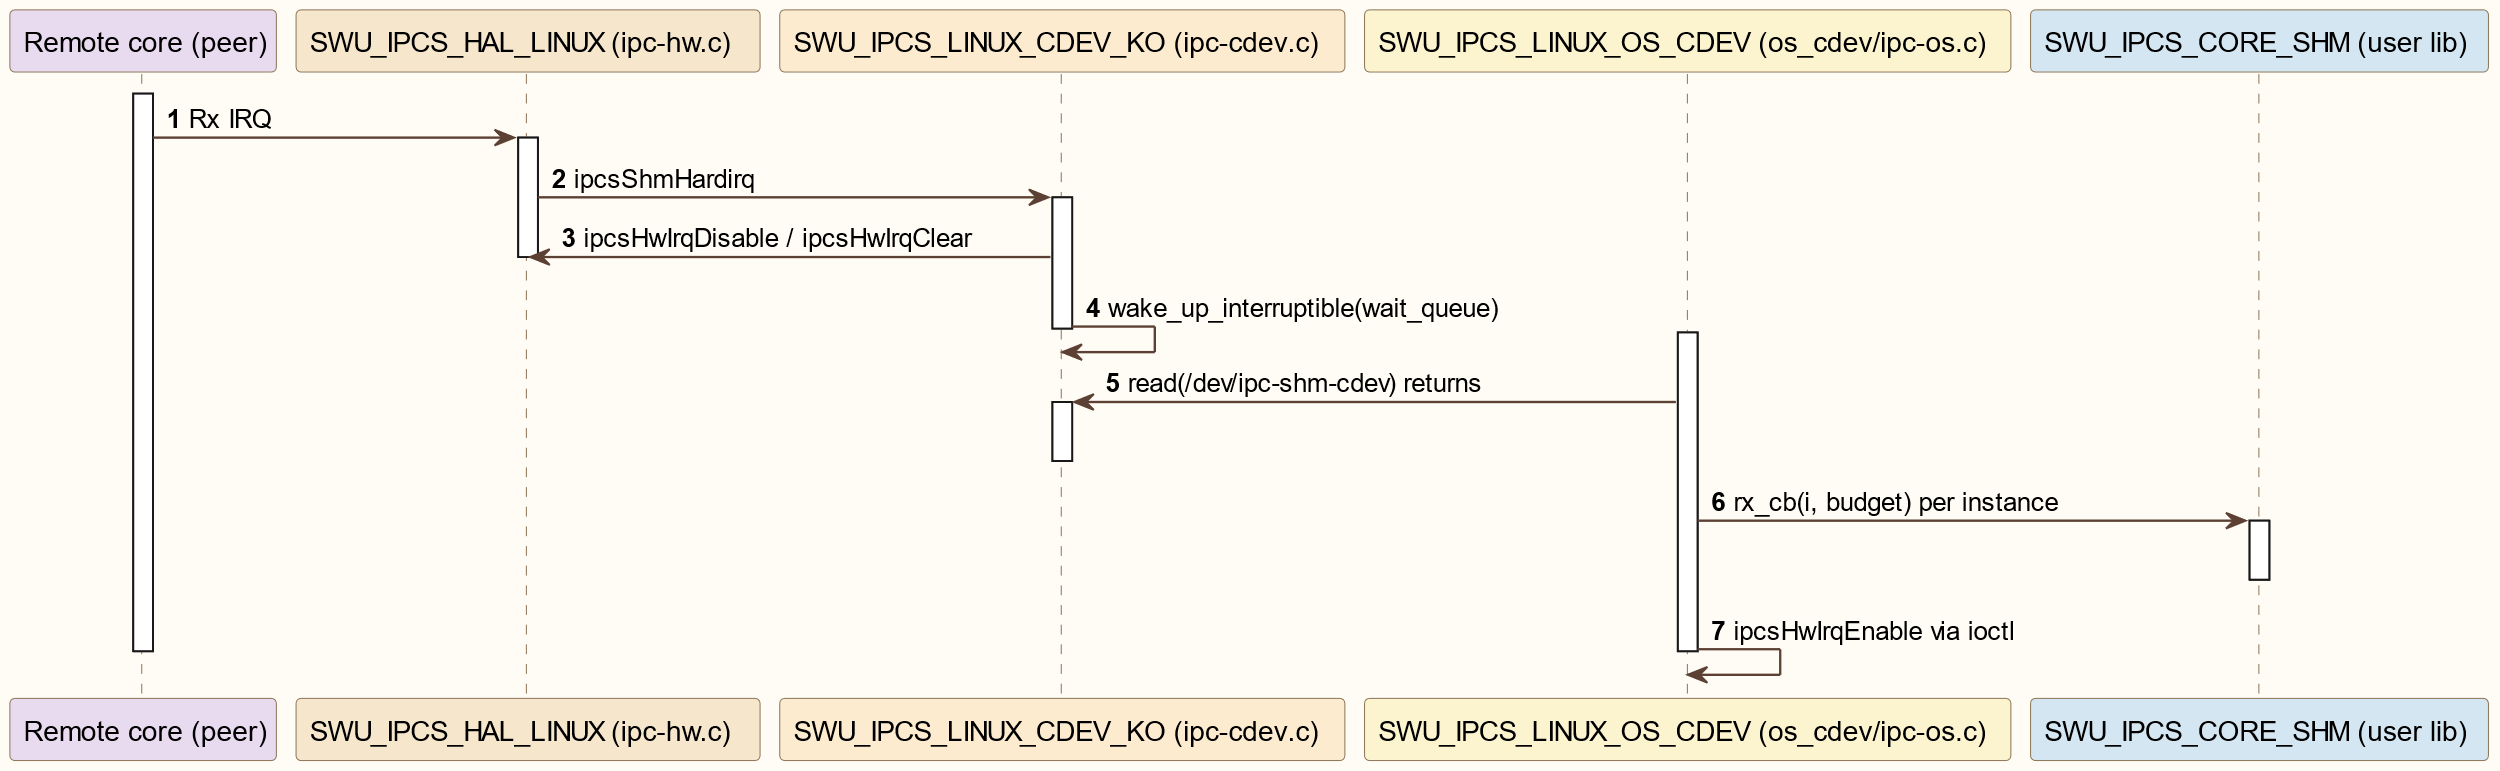 Remote core (peer)
SWU_IPCS_HAL_LINUX (ipc-hw.c)
SWU_IPCS_LINUX_CDEV_KO (ipc-cdev.c)
SWU_IPCS_LINUX_OS_CDEV (os_cdev/ipc-os.c)
SWU_IPCS_CORE_SHM (user lib)
1 Rx IRQ
2 ipcsShmHardirq
3 ipcsHwIrqDisable / ipcsHwIrqClear
4 wake_up_interruptible(wait_queue)
5 read(/dev/ipc-shm-cdev) returns
6 rx_cb(i, budget) per instance
7 ipcsHwIrqEnable via ioctl
Remote core (peer)
SWU_IPCS_HAL_LINUX (ipc-hw.c)
SWU_IPCS_LINUX_CDEV_KO (ipc-cdev.c)
SWU_IPCS_LINUX_OS_CDEV (os_cdev/ipc-os.c)
SWU_IPCS_CORE_SHM (user lib)